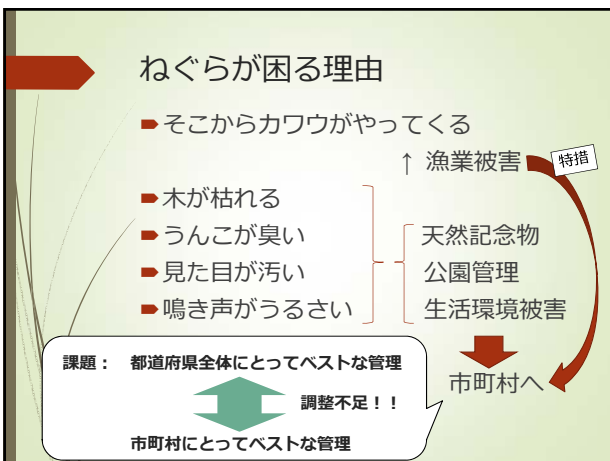 ねぐらが困る理由
そこからカワウがやってくる
↑ 漁業被害
特措
木が枯れる
うんこが臭い
見た目が汚い
鳴き声がうるさい
天然記念物
公園管理
生活環境被害
市町村へ
課題： 都道府県全体にとってベストな管理
調整不足！！
市町村にとってベストな管理